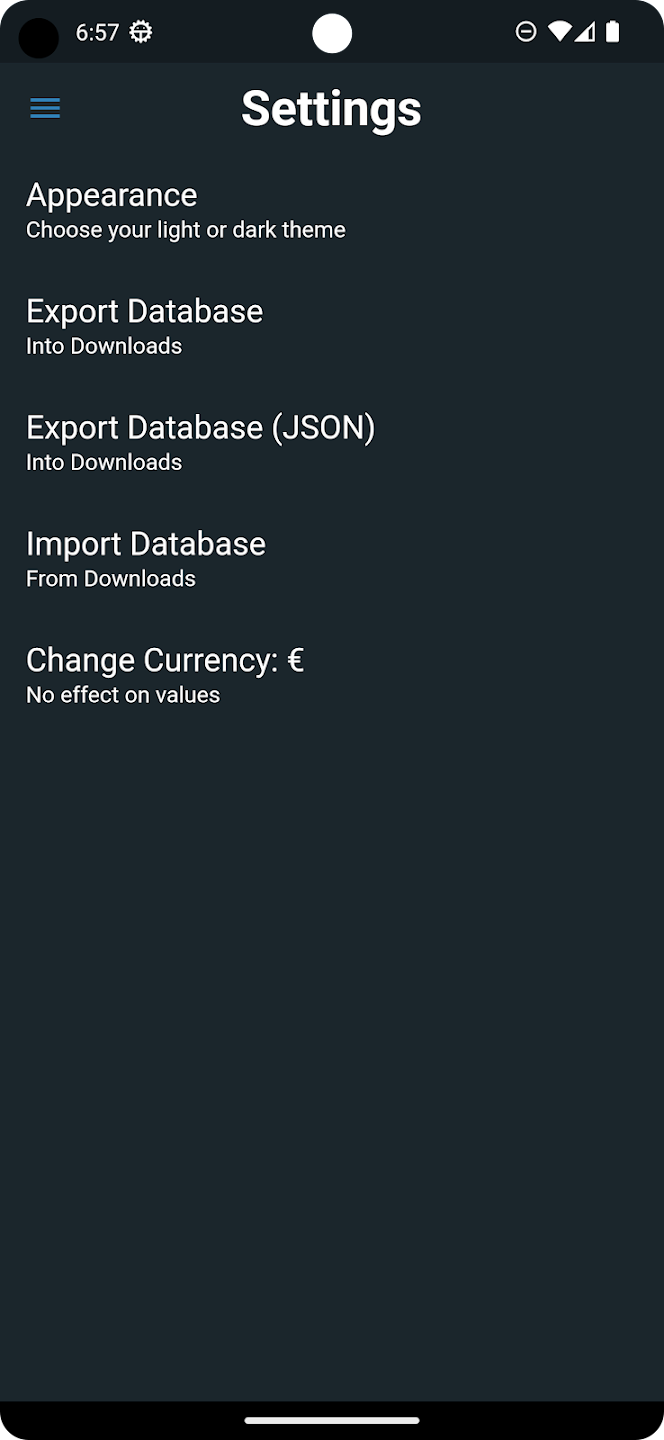 6:57
Settings
Appearance
Choose your light or dark theme
Export Database
Into Downloads
Export Database (JSON)
Into Downloads
Import Database
From Downloads
Change Currency: €
No effect on values